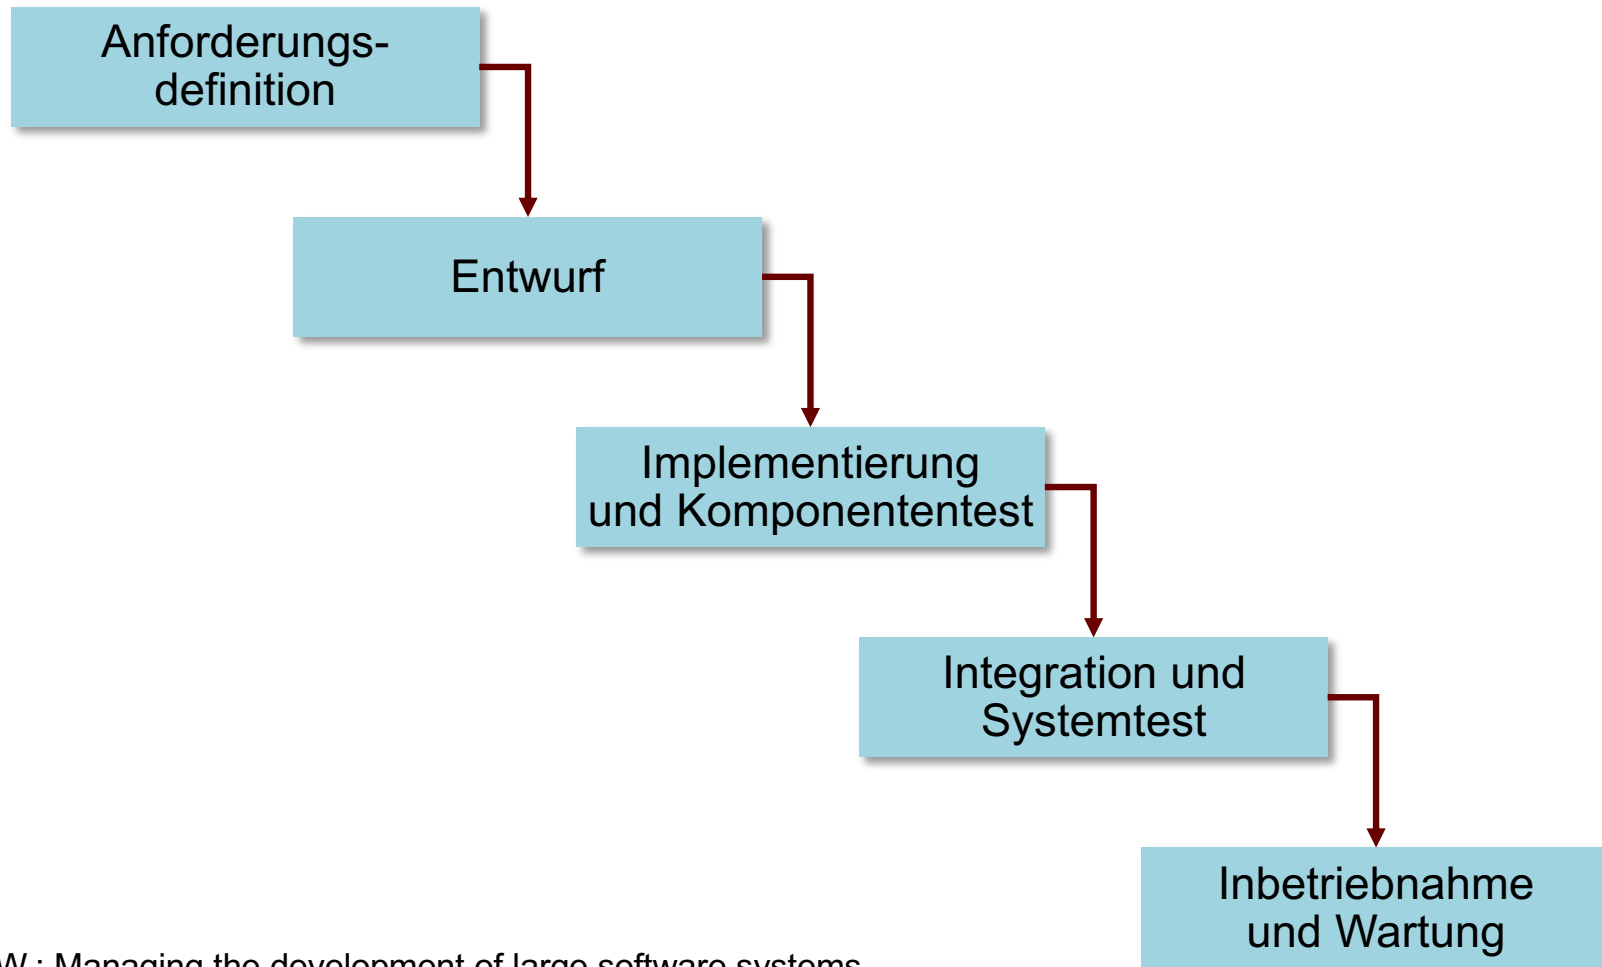 Anforderungs-
definition
Entwurf
Implementierung
und Komponententest
Integration und
Systemtest
Inbetriebnahme
und Wartung
W.: Managing the development of large software systems